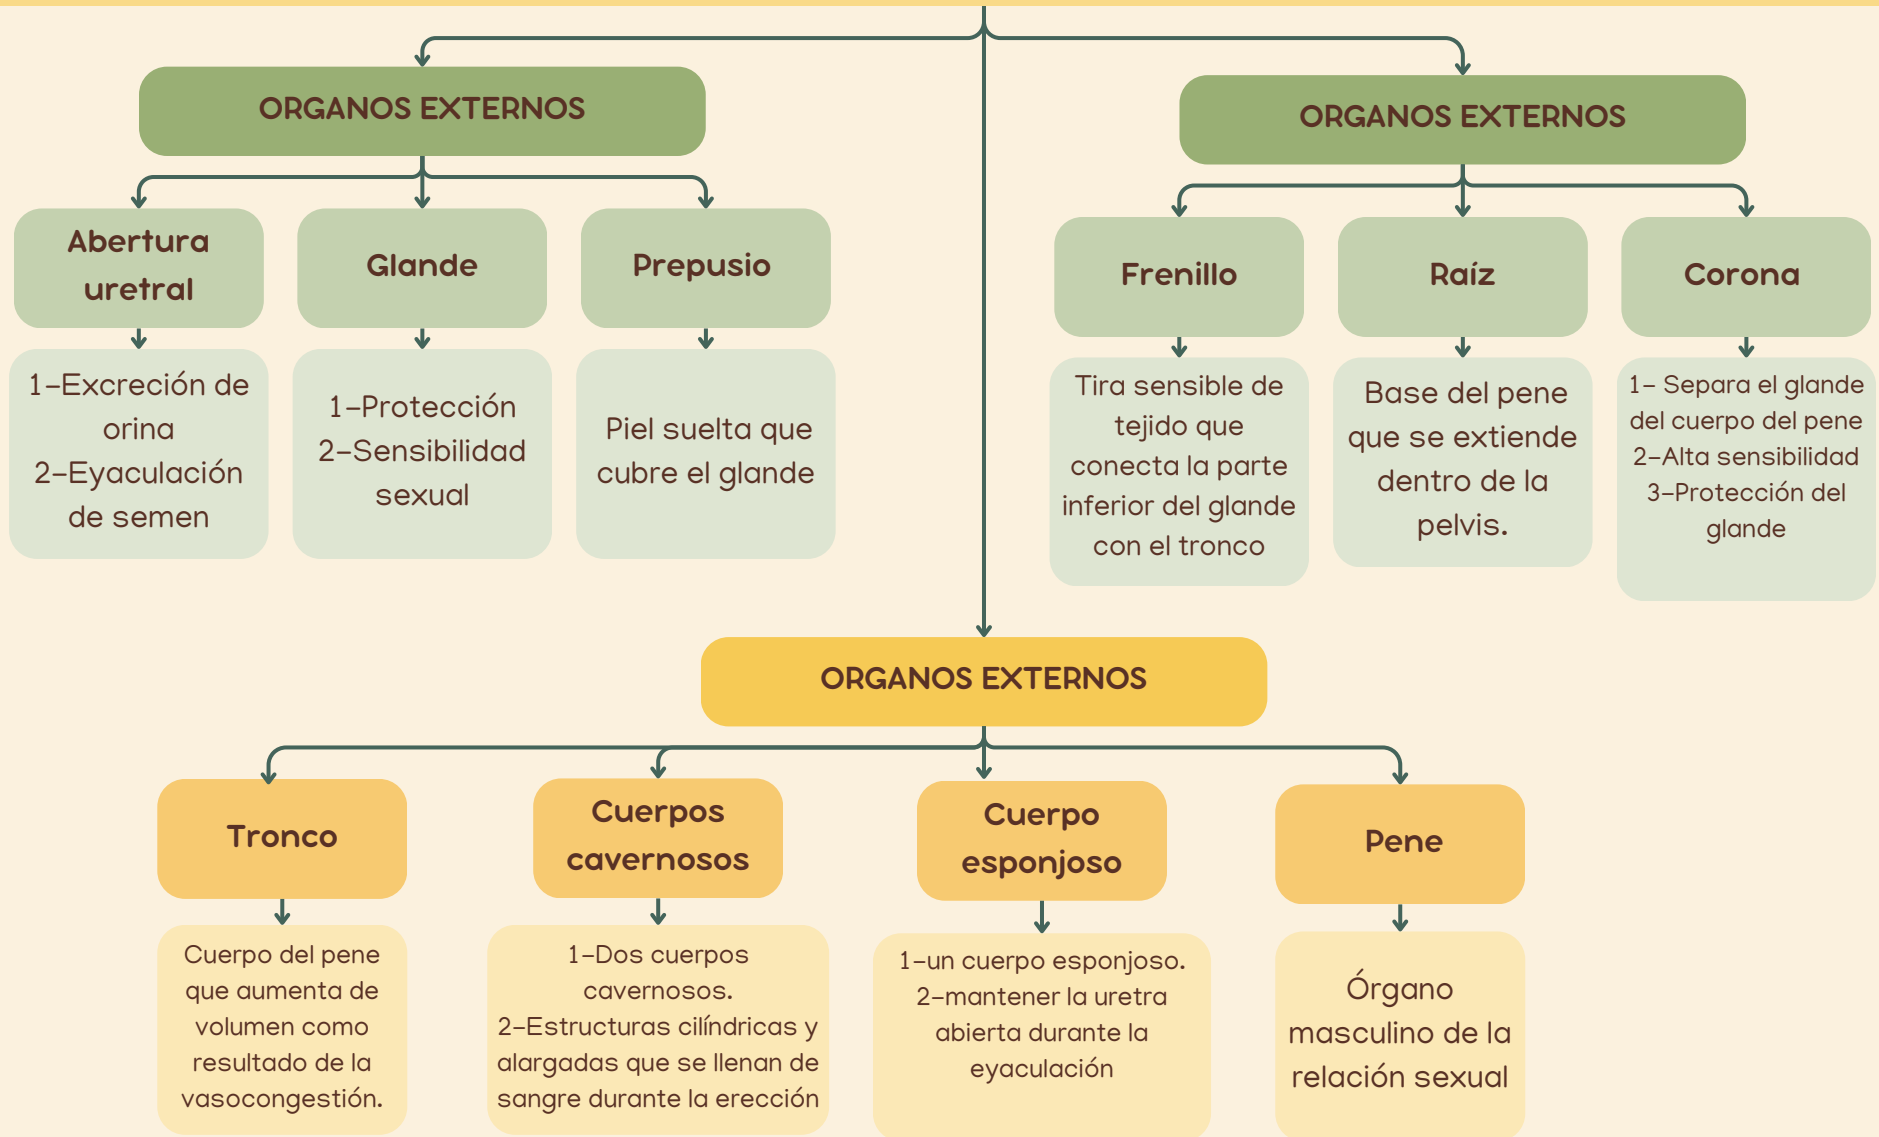 ORGANOS EXTERNOS
Abertura
uretral
Glande
Prepusio
1-Excreción de
orina
2-Eyaculación
de semen
1-Protección
2-Sensibilidad
sexual
Piel suelta que
cubre el glande
ORGANOS EXTERNOS
Frenillo
Raíz
Corona
Tira sensible de
tejido que
conecta la parte
inferior del glande
con el tronco
Base del pene
que se extiende
dentro de la
pelvis.
1- Separa el glande
del cuerpo del pene
2-Alta sensibilidad
3-Protección del
glande
ORGANOS EXTERNOS
Tronco
Cuerpos
cavernosos
Cuerpo
esponjoso
Pene
Cuerpo del pene
que aumenta de
volumen como
resultado de la
vasocongestión.
1-Dos cuerpos
cavernosos.
2-Estructuras cilíndricas y
alargadas que se llenan de
sangre durante la erección
1-un cuerpo esponjoso.
2-mantener la uretra
abierta durante la
eyaculación
Órgano
masculino de la
relación sexual